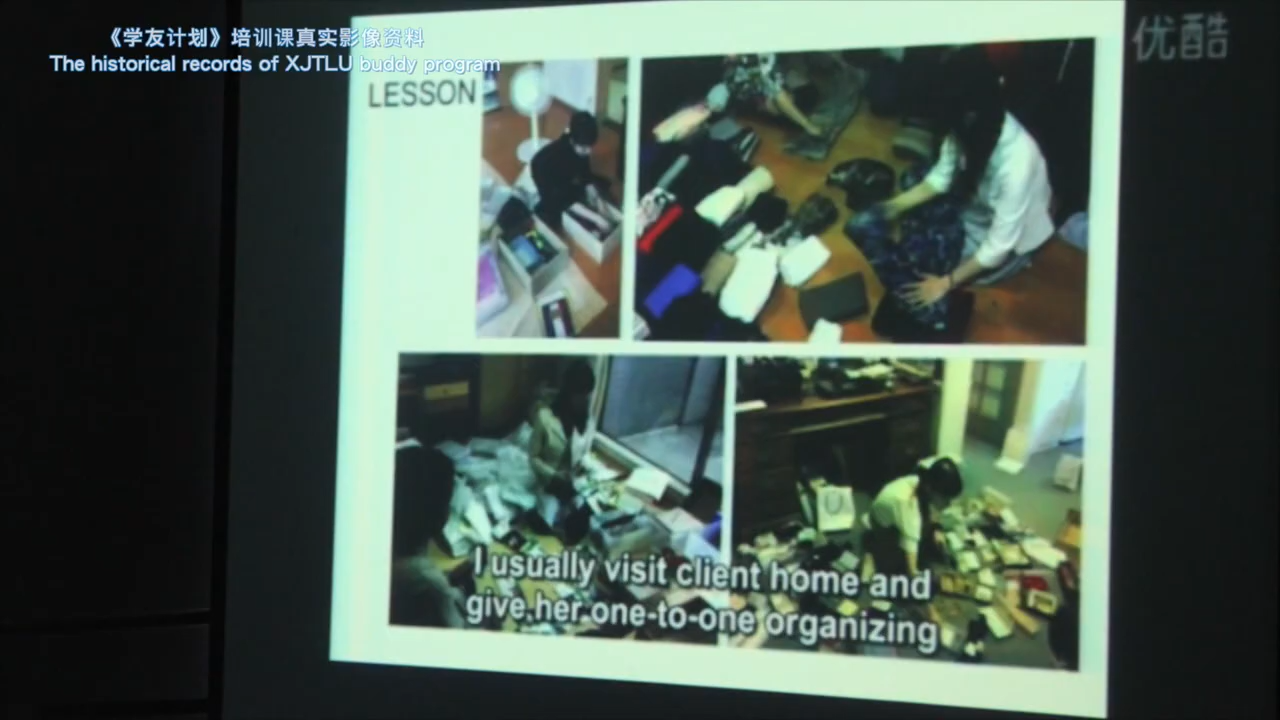 《学友计划》培训课真实影像资料
The historical records of XJTLU buddy program
优酷
LESSON
I usually visit client home and
give her one-to-one organizing